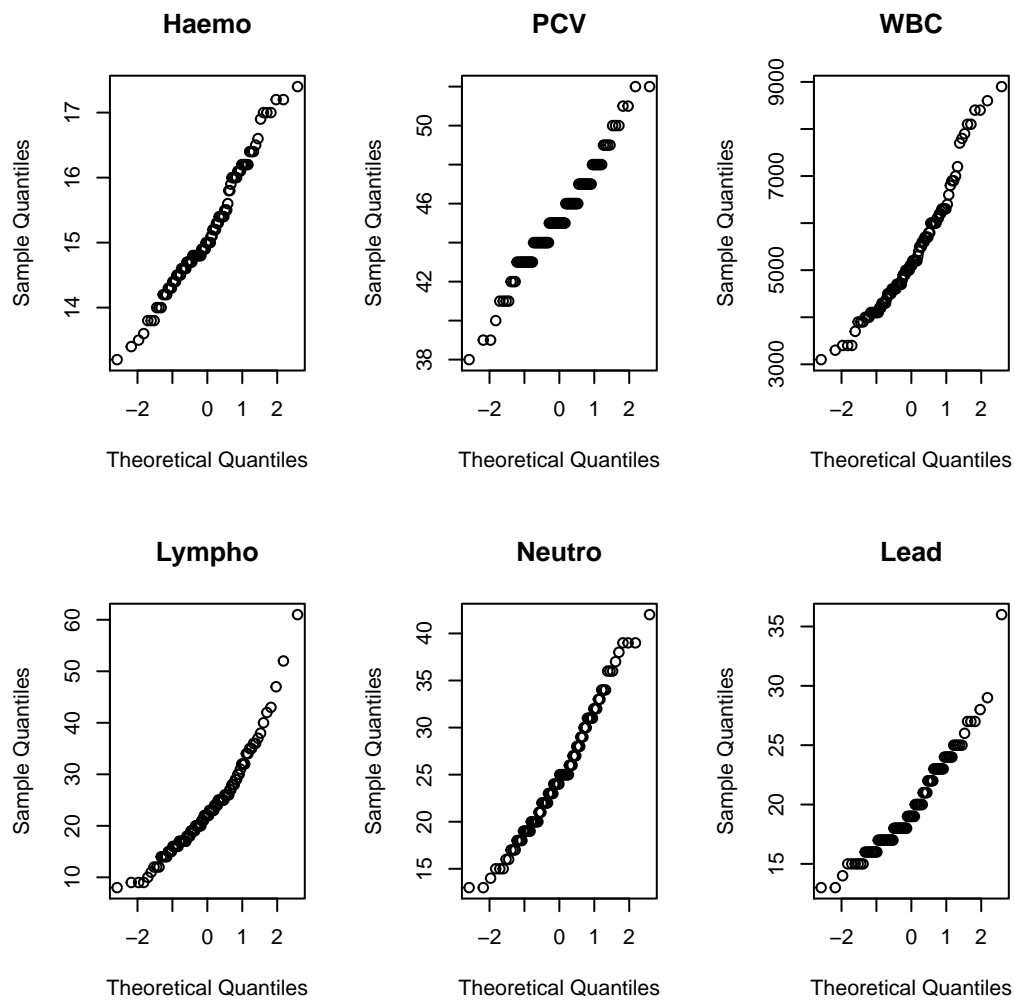 Haemo
Sample Quantiles
14 15 16 17
−2 0 1 2
Theoretical Quantiles
PCV
Sample Quantiles
38 42 46 50
−2 0 1 2
Theoretical Quantiles
WBC
Sample Quantiles
3000 5000 7000 9000
−2 0 1 2
Theoretical Quantiles
Lympho
Sample Quantiles
10 20 30 40 50 60
−2 0 1 2
Theoretical Quantiles
Neutro
Sample Quantiles
15 20 25 30 35 40
−2 0 1 2
Theoretical Quantiles
Lead
Sample Quantiles
15 20 25 30 35
−2 0 1 2
Theoretical Quantiles